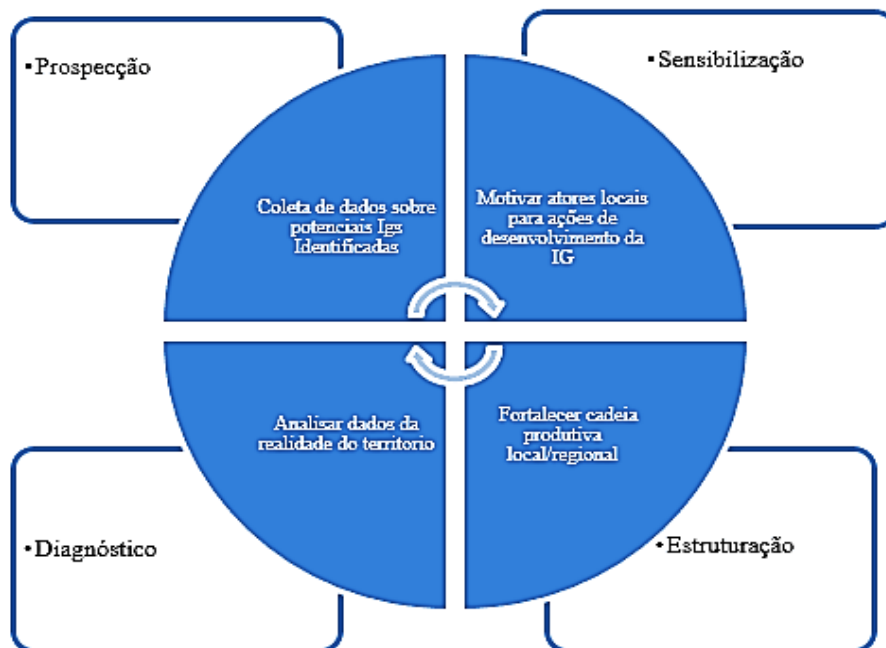 •Prospecção
•Sensibilização
Coleta de dados sobre
potenciais Igs
Identificadas
Motivar atores locais
para ações de
desenvolvimento da
IG
Analisar dados da
realidade do territorio
Fortalecer cadeia
produtiva
local/regional
•Diagnóstico
•Estruturação